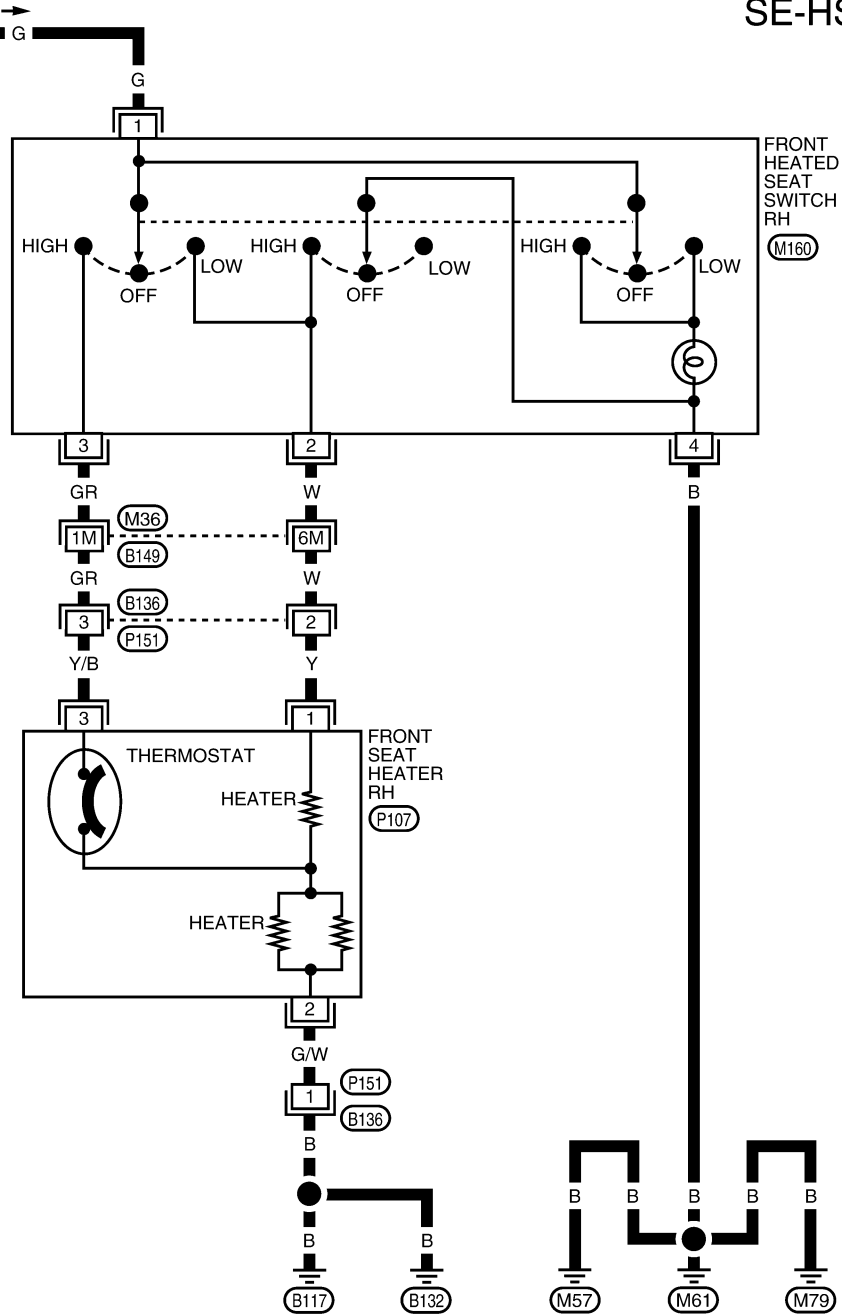 SE-HS
G
G
1
FRONT
HEATED
SEAT
SWITCH
RH
M160
HIGH
LOW
OFF
HIGH
LOW
OFF
HIGH
LOW
OFF
3
2
4
GR
W
B
M36
1M
6M
B149
GR
W
B136
3
2
P151
Y/B
Y
3
1
FRONT
SEAT
HEATER
RH
P107
THERMOSTAT
HEATER
HEATER
2
G/W
P151
1
B136
B
B
B
B
B
B
B
B
B117
B132
M57
M61
M79